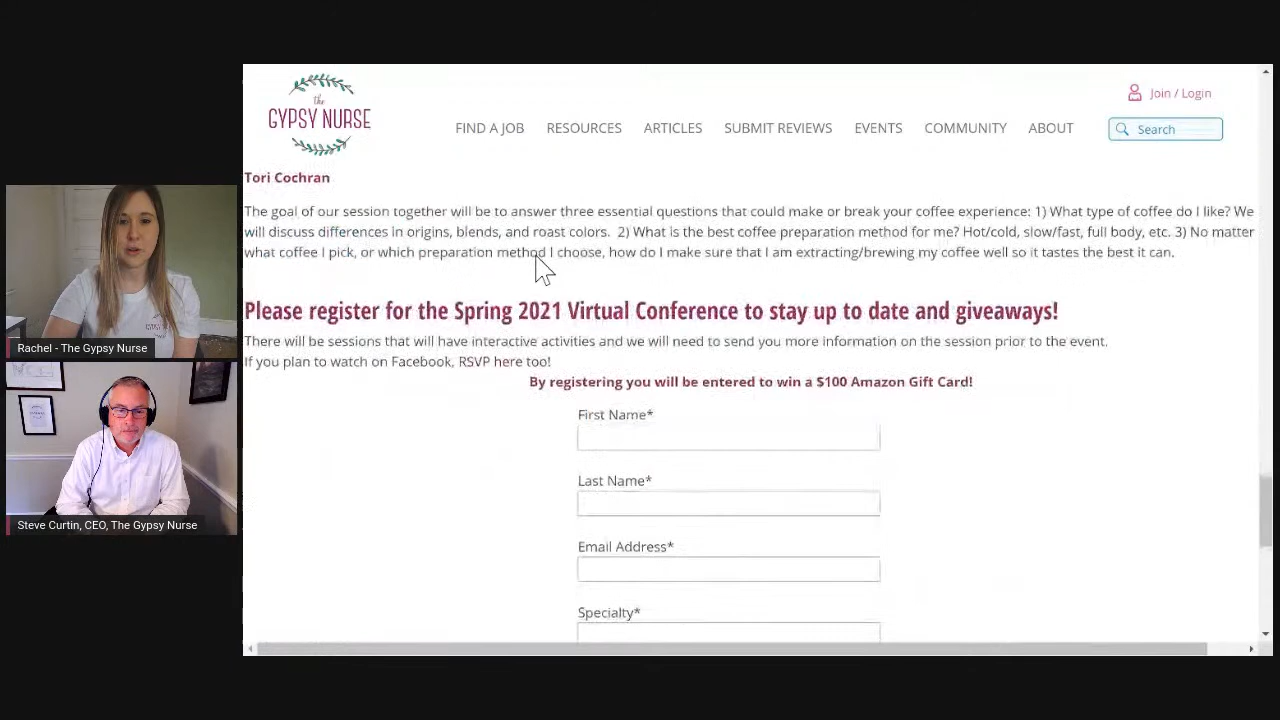 the
GYPSY NURSE
Join / Login
FIND A JOB RESOURCES ARTICLES SUBMIT REVIEWS EVENTS COMMUNITY ABOUT
Search
Tori Cochran
The goal of our session together will be to answer three essential questions that could make or break your coffee experience: 1) What type of coffee do I like? We
will discuss differences in origins, blends, and roast colors. 2) What is the best coffee preparation method for me? Hot/cold, slow/fast, full body, etc. 3) No matter
what coffee I pick, or which preparation method I choose, how do I make sure that I am extracting/brewing my coffee well so it tastes the best it can.
Please register for the Spring 2021 Virtual Conference to stay up to date and giveaways!
There will be sessions that will have interactive activities and we will need to send you more information on the session prior to the event.
If you plan to watch on Facebook, RSVP here too!
By registering you will be entered to win a $100 Amazon Gift Card!
First Name*
Last Name*
Email Address*
Specialty*
Rachel - The Gypsy Nurse
Steve Curtin, CEO, The Gypsy Nurse